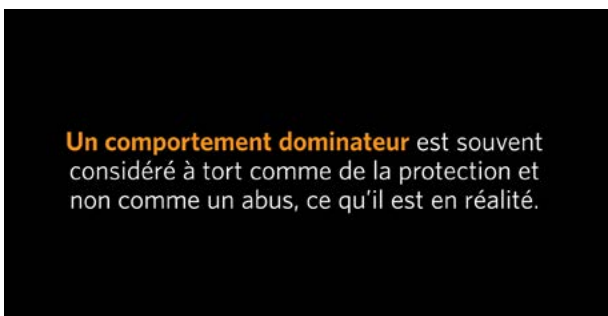 Un comportement dominateur est souvent
considéré à tort comme de la protection et
non comme un abus, ce qu'il est en réalité.